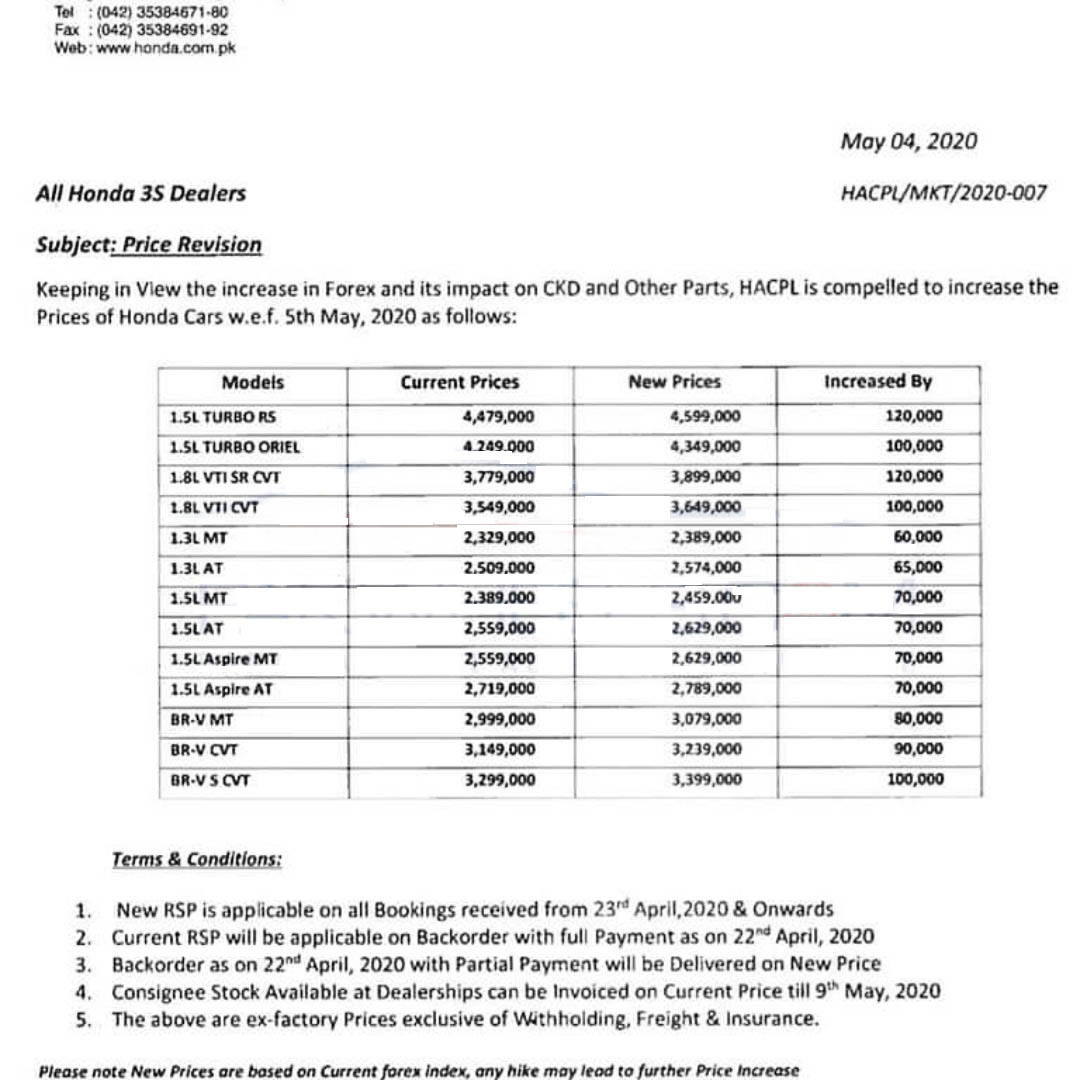 Tel : (042) 35384671-80
Fax : (042) 35384691-92
Web: www.honda.com.pk
May 04, 2020
All Honda 3S Dealers HACPL/MKT/2020-007
Subject: Price Revision
Keeping in View the increase in Forex and its impact on CKD and Other Parts, HACPL is compelled to increase the
Prices of Honda Cars w.e.f. 5th May, 2020 as follows:
Models Current Prices New Prices Increased By
1.5L TURBO RS 4,479,000 4,599,000 120,000
1.5L TURBO ORIEL 4.249.000 4,349,000 100,000
1.8L VTI SR CVT 3,779,000 3,899,000 120,000
1.8L VTI CVT 3,549,000 3,649,000 100,000
1.3L MT 2,329,000 2,389,000 60,000
1.3L AT 2.509.000 2,574,000 65,000
1.5L MT 2.389.000 2,459.000 70,000
1.5L AT 2,559,000 2,629,000 70,000
1.5L Aspire MT 2,559,000 2,629,000 70,000
1.5L Aspire AT 2,719,000 2,789,000 70,000
BR-V MT 2,999,000 3,079,000 80,000
BR-V CVT 3,149,000 3,239,000 90,000
BR-V S CVT 3,299,000 3,399,000 100,000
Terms & Conditions:
1. New RSP is applicable on all Bookings received from 23rd April,2020 & Onwards
2. Current RSP will be applicable on Backorder with full Payment as on 22nd April, 2020
3. Backorder as on 22nd April, 2020 with Partial Payment will be Delivered on New Price
4. Consignee Stock Available at Dealerships can be Invoiced on Current Price till 9th May, 2020
5. The above are ex-factory Prices exclusive of Withholding, Freight & Insurance.
Please note New Prices are based on Current forex index, any hike may lead to further Price Increase